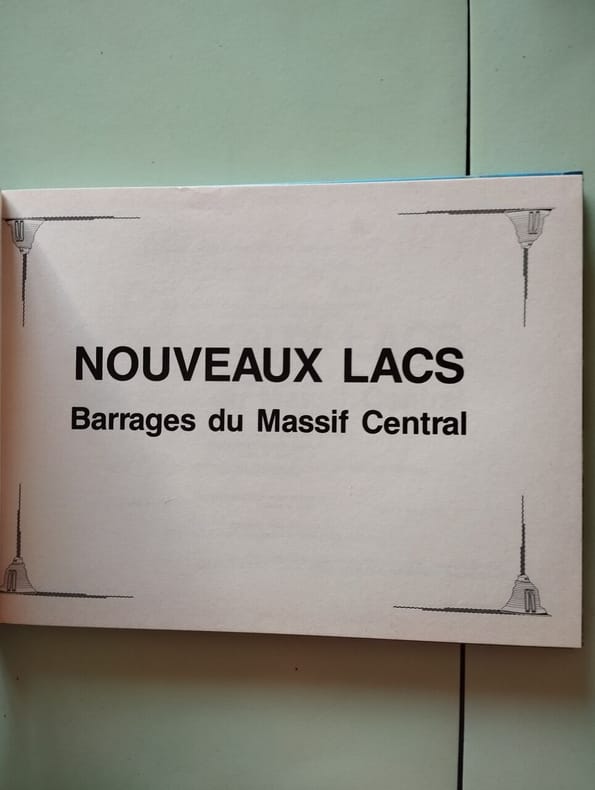 NOUVEAUX LACS
Barrages du Massif Central